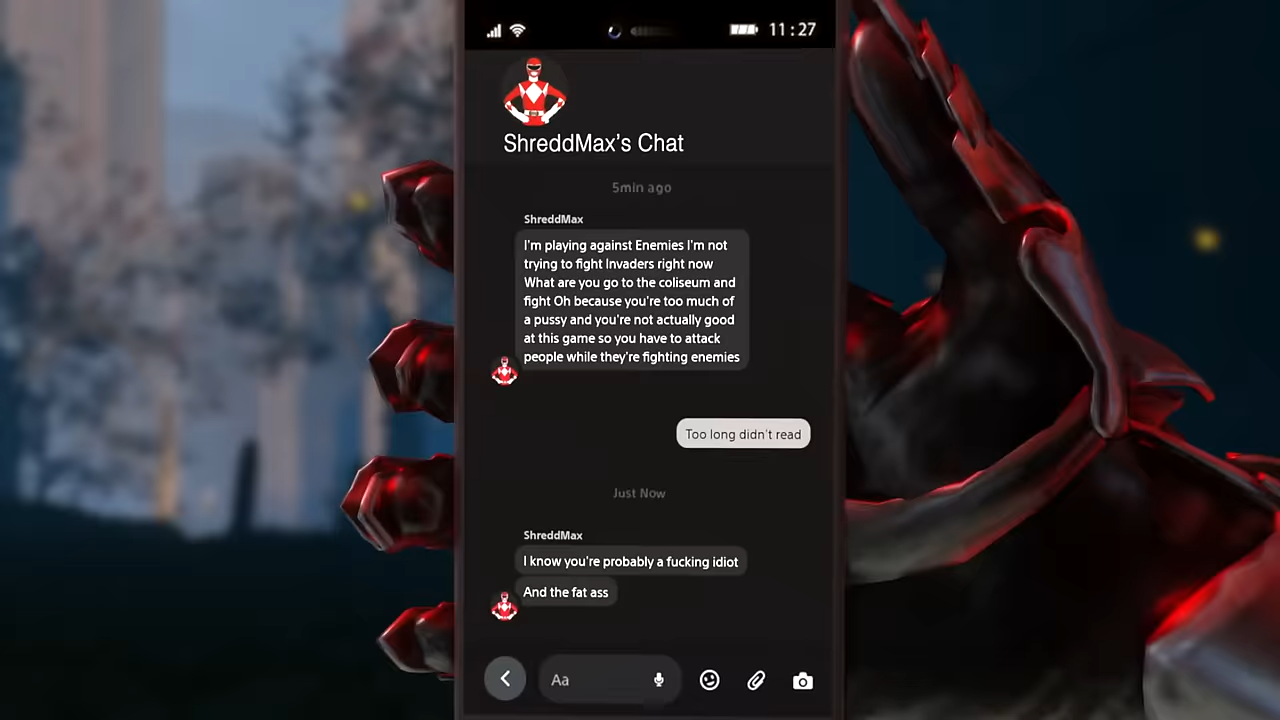 11:27
ShreddMax's Chat
5min ago
ShreddMax
I'm playing against Enemies I'm not
trying to fight Invaders right now
What are you go to the coliseum and
fight Oh because you're too much of
a pussy and you're not actually good
at this game so you have to attack
people while they're fighting enemies
Too long didn't read
Just Now
ShreddMax
I know you're probably a fucking idiot
And the fat ass
Aa